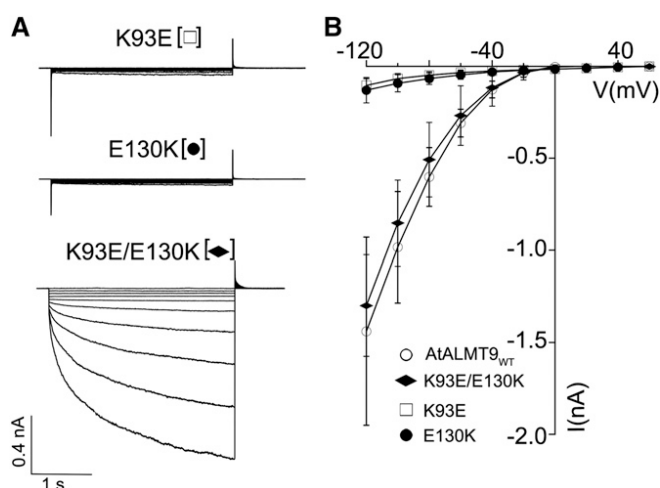 A
K93E [□]
E130K [●]
K93E/E130K [◆]
0.4 nA
1 s
B
-120 -40 40
V(mV)
-0.5
-1.0
-1.5
-2.0
I(nA)
○ AtALMT9WT
◆ K93E/E130K
□ K93E
● E130K